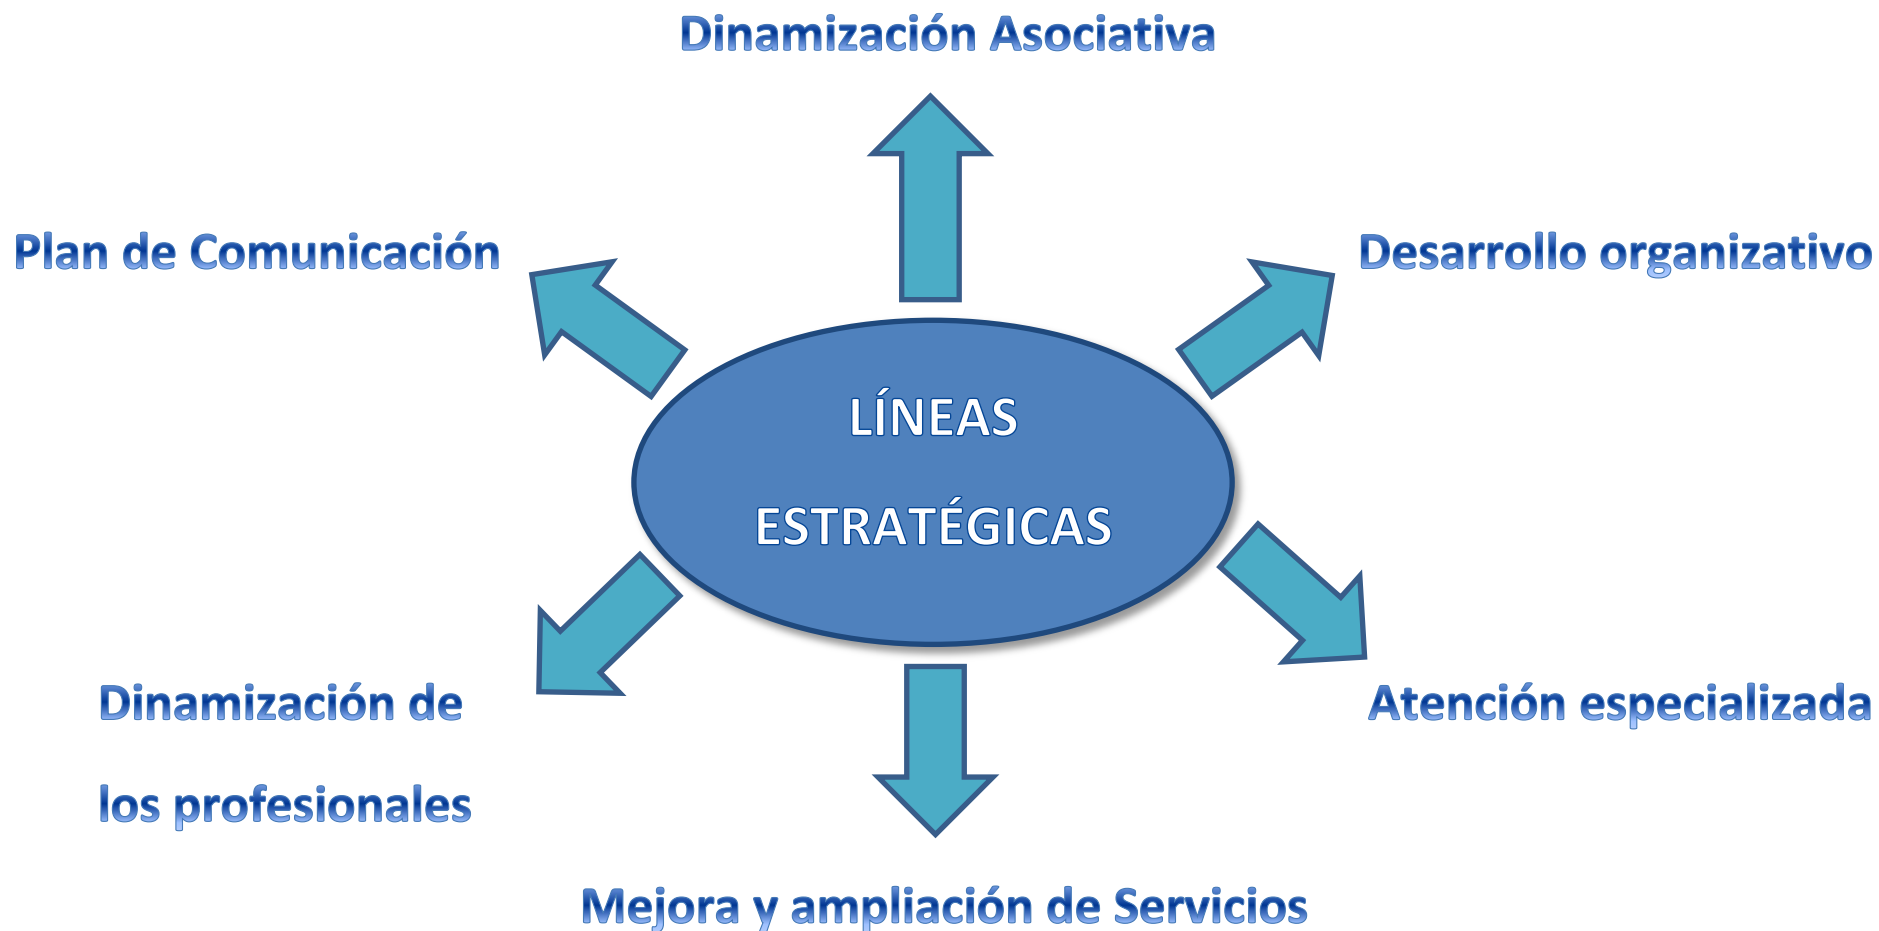 Dinamización Asociativa
Plan de Comunicación
Desarrollo organizativo
LÍNEAS
ESTRATÉGICAS
Dinamización de
los profesionales
Atención especializada
Mejora y ampliación de Servicios